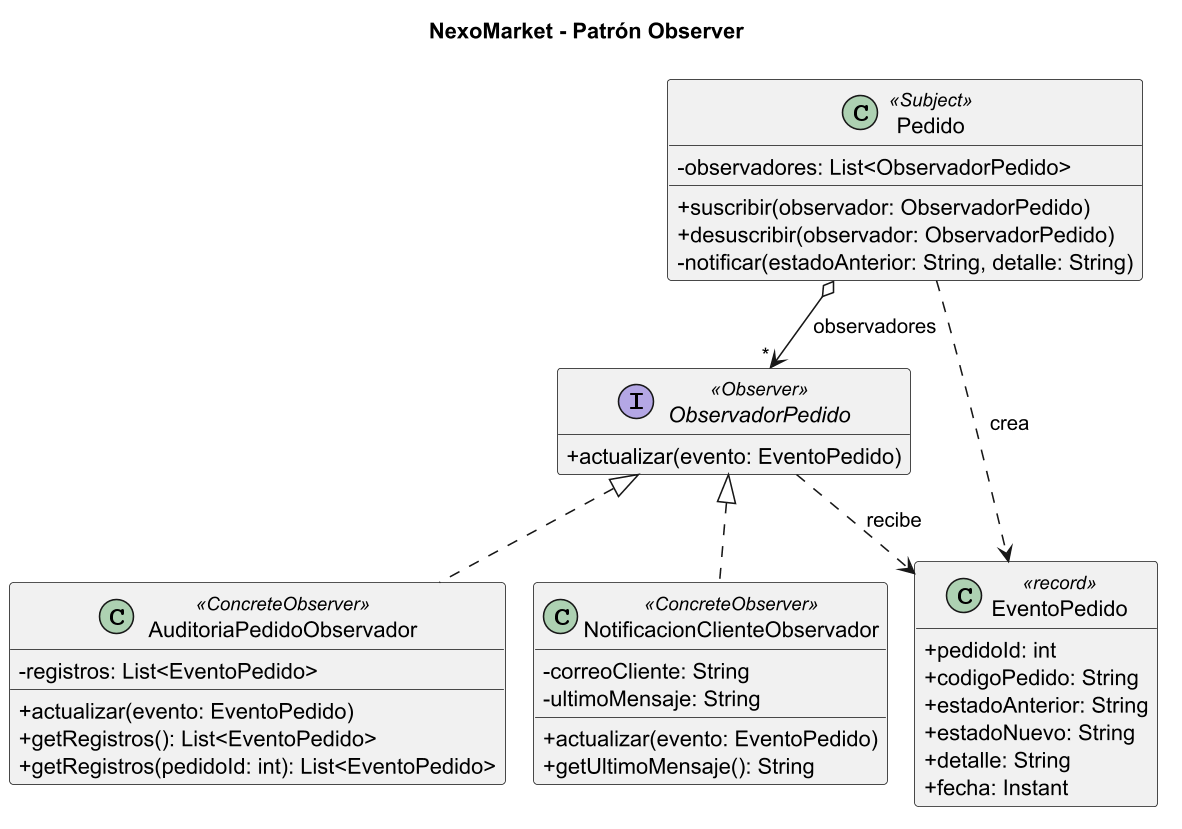 NexoMarket - Patrón Observer
C
«Subject»
Pedido
-observadores: List<ObservadorPedido>
+suscribir(observador: ObservadorPedido)
+desuscribir(observador: ObservadorPedido)
-notificar(estadoAnterior: String, detalle: String)
observadores
*
crea
I
«Observer»
ObservadorPedido
+actualizar(evento: EventoPedido)
recibe
C
«ConcreteObserver»
AuditoriaPedidoObservador
-registros: List<EventoPedido>
+actualizar(evento: EventoPedido)
+getRegistros(): List<EventoPedido>
+getRegistros(pedidoId: int): List<EventoPedido>
C
«ConcreteObserver»
NotificacionClienteObservador
-correoCliente: String
-ultimoMensaje: String
+actualizar(evento: EventoPedido)
+getUltimoMensaje(): String
C
«record»
EventoPedido
+pedidoId: int
+codigoPedido: String
+estadoAnterior: String
+estadoNuevo: String
+detalle: String
+fecha: Instant